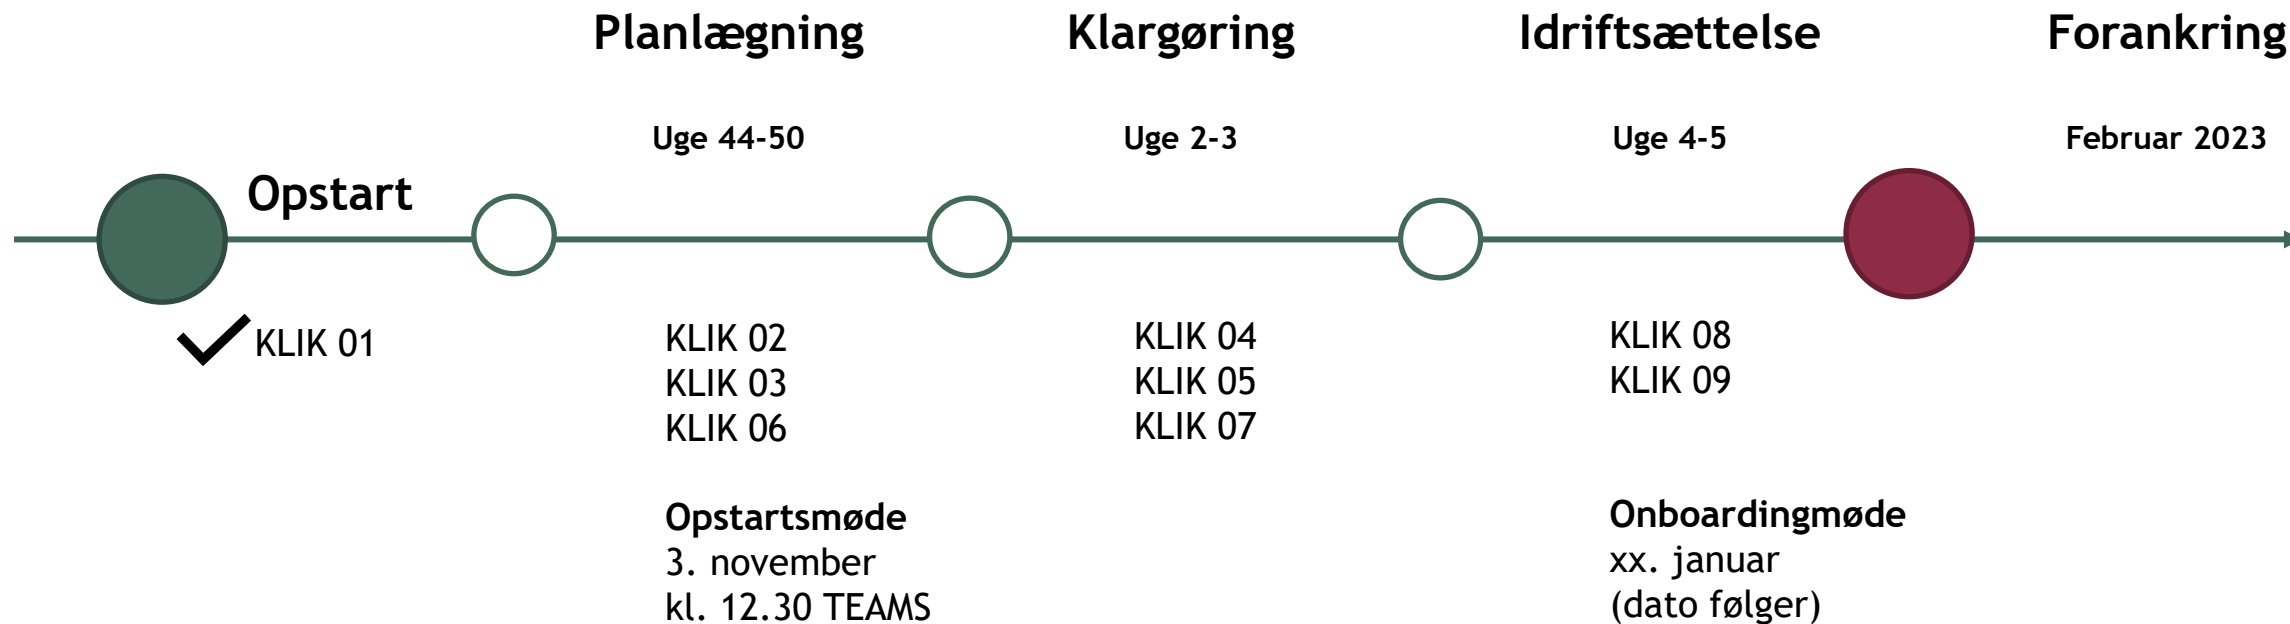 Planlægning
Klargøring
Idriftsættelse
Forankring
Uge 44-50
Uge 2-3
Uge 4-5
Februar 2023
Opstart
KLIK 01
KLIK 02
KLIK 03
KLIK 06
KLIK 04
KLIK 05
KLIK 07
KLIK 08
KLIK 09
Opstartsmøde
3. november
kl. 12.30 TEAMS
Onboardingmøde
xx. januar
(dato følger)